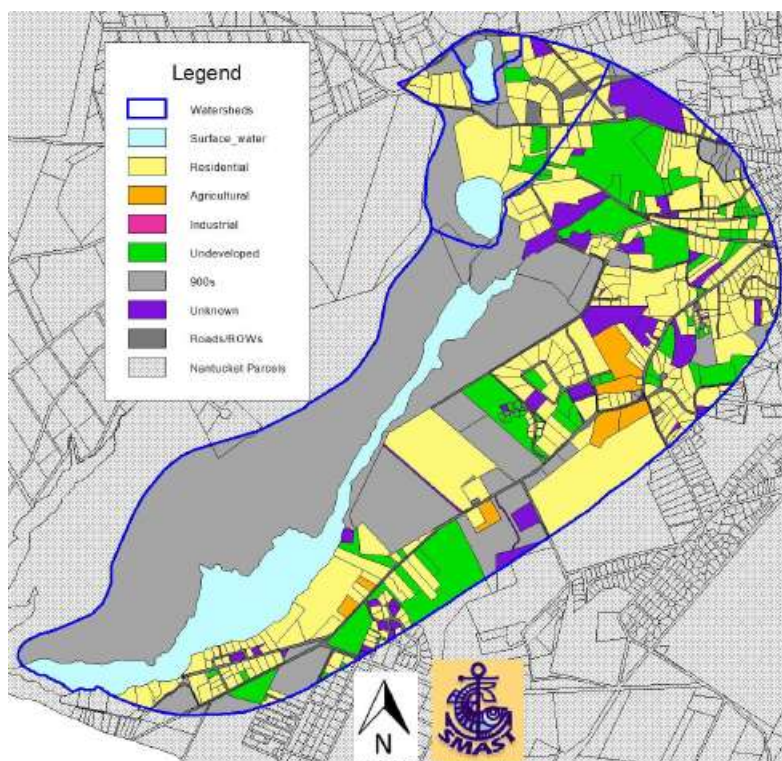 Legend
Watersheds
Surface_water
Residential
Agricultural
Industrial
Undeveloped
900s
Unknown
Roads/ROWs
Nantucket Parcels
N
SMAST